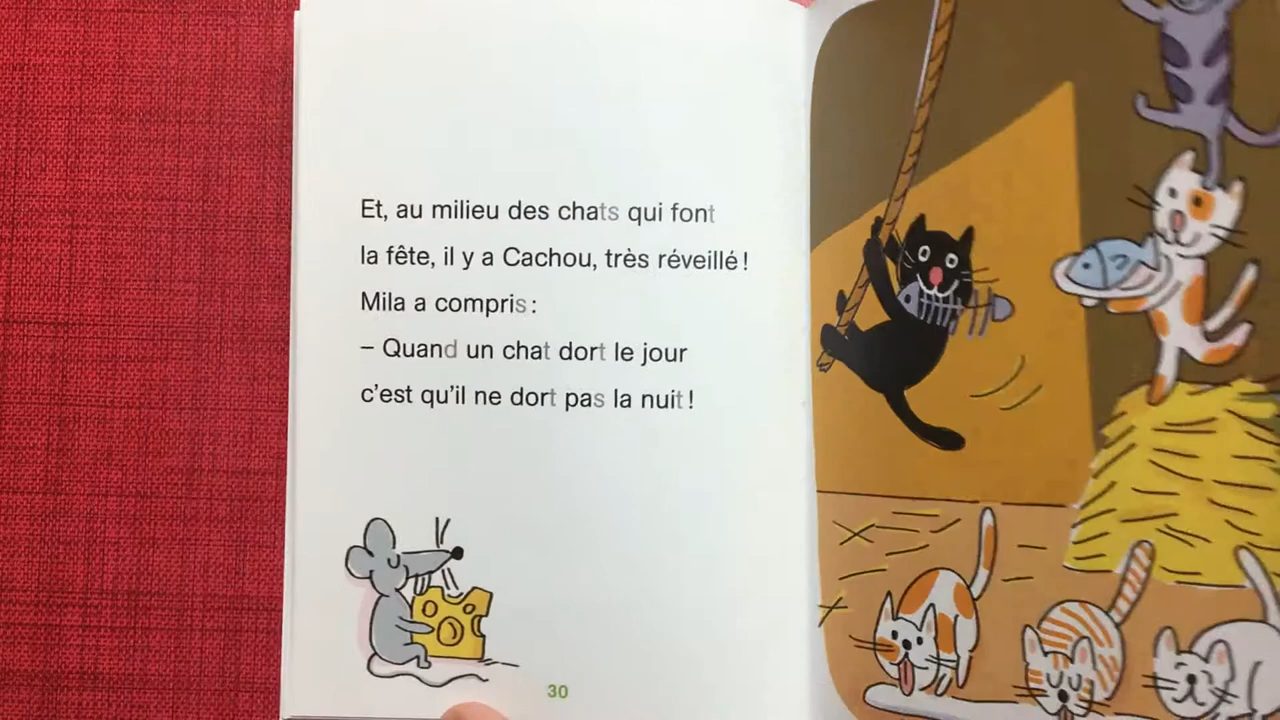 Et, au milieu des chats qui font
la fête, il y a Cachou, très réveillé !
Mila a compris :
– Quand un chat dort le jour
c’est qu’il ne dort pas la nuit !
30